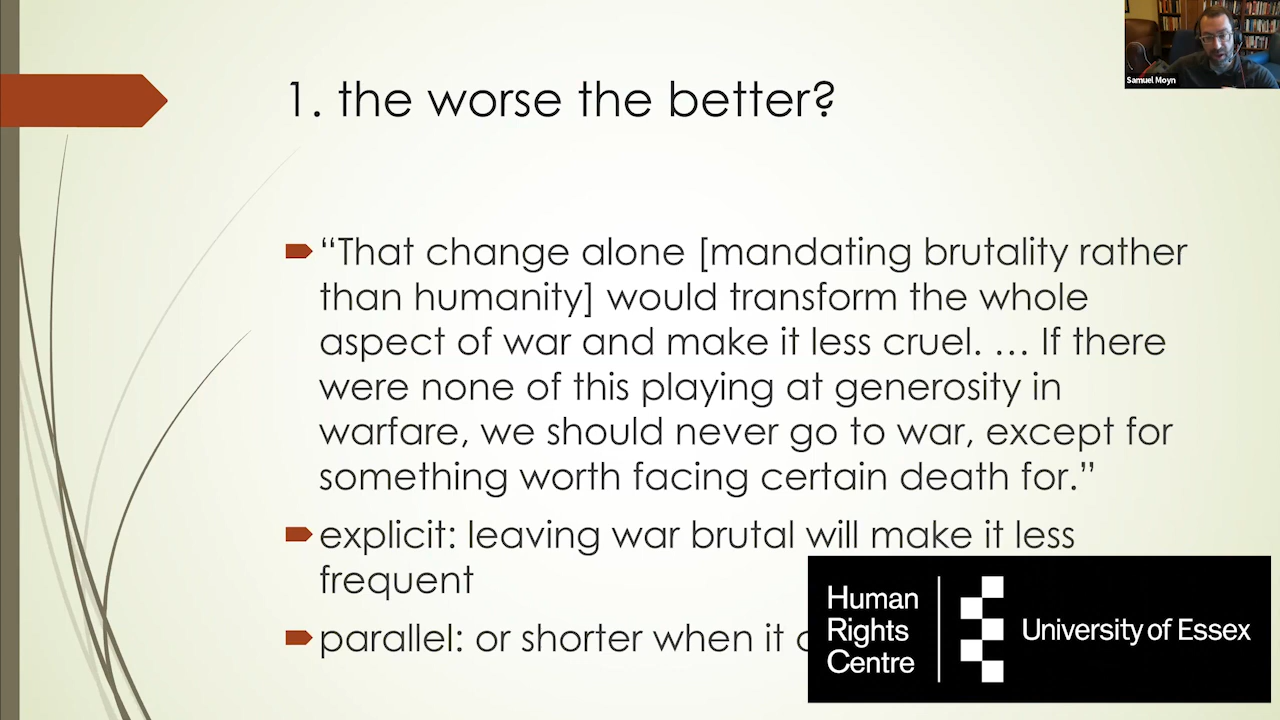 Samuel Moyn
1. the worse the better?
“That change alone [mandating brutality rather
than humanity] would transform the whole
aspect of war and make it less cruel. … If there
were none of this playing at generosity in
warfare, we should never go to war, except for
something worth facing certain death for.”
explicit: leaving war brutal will make it less
frequent
parallel: or shorter when it
Human
Rights
Centre
University of Essex